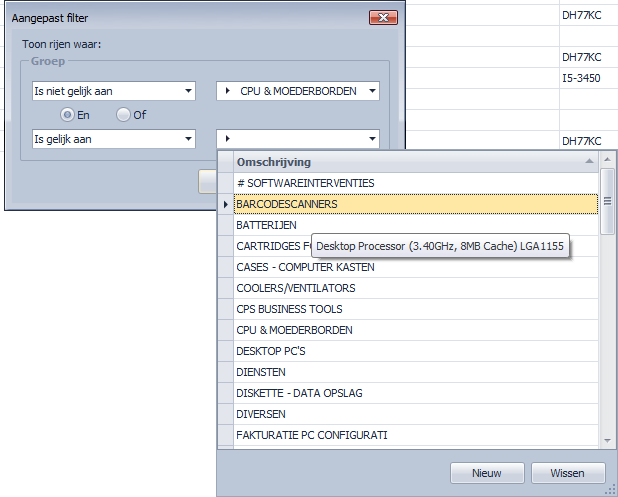 Aangepast filter
DH77KC
Toon rijen waar:
Groep
DH77KC
I5-3450
Is niet gelijk aan
CPU & MOEDERBORDEN
En
Of
Is gelijk aan
DH77KC
Omschrijving
# SOFTWAREINTERVENTIES
BARCODESCANNERS
BATTERIJEN
CARTRIDGES
Desktop Processor (3.40GHz, 8MB Cache) LGA1155
CASES - COMPUTER KASTEN
COOLERS/VENTILATORS
CPS BUSINESS TOOLS
CPU & MOEDERBORDEN
DESKTOP PC'S
DIENSTEN
DISKETTE - DATA OPSLAG
DIVERSEN
FAKTURATIE PC CONFIGURATI
Nieuw
Wissen